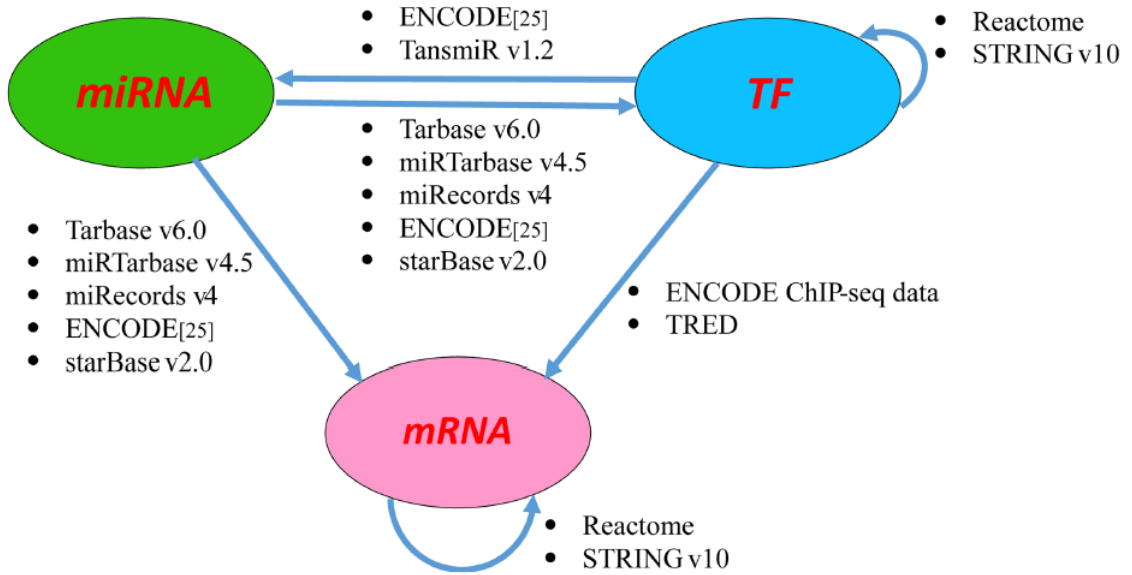 • ENCODE[25]
• TansmiR v1.2
• Reactome
• STRING v10
miRNA
TF
• Tarbase v6.0
• miRTarbase v4.5
• miRecords v4
• ENCODE[25]
• starBase v2.0
• Tarbase v6.0
• miRTarbase v4.5
• miRecords v4
• ENCODE[25]
• starBase v2.0
• ENCODE ChIP-seq data
• TRED
mRNA
• Reactome
• STRING v10